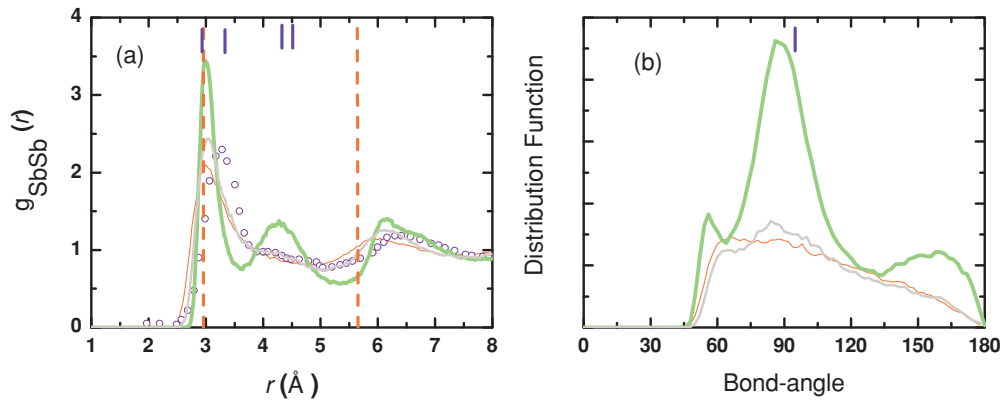 (a)
g_SbSb(r)
4
3
2
1
0
1 2 3 4 5 6 7 8
r (Å)
(b)
Distribution Function
0 30 60 90 120 150 180
Bond-angle